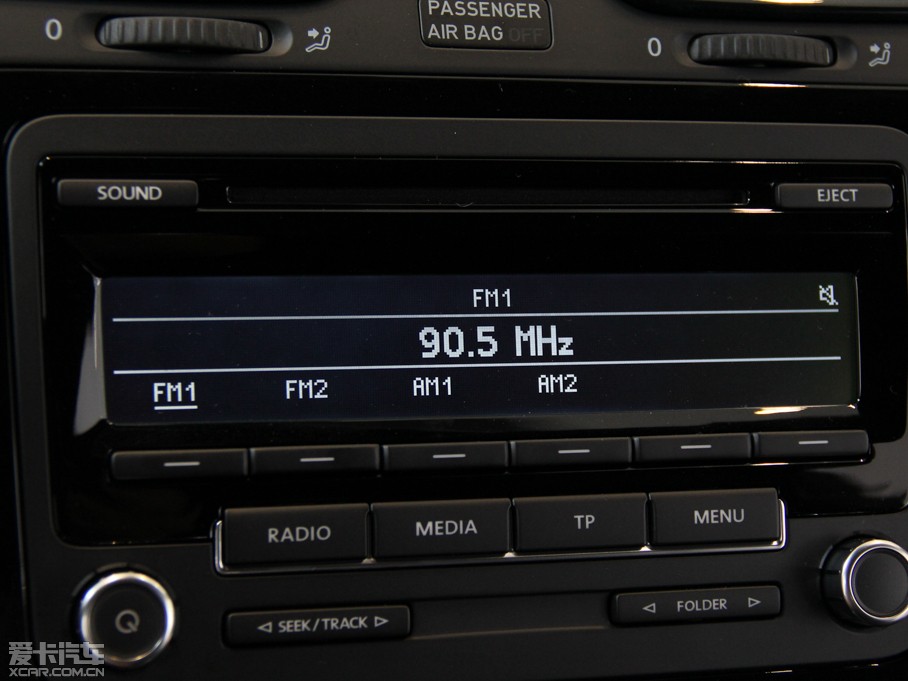 0
PASSENGER
AIR BAG OFF
0
SOUND
EJECT
FM1
90.5 MHz
FM1 FM2 AM1 AM2
RADIO MEDIA TP MENU
SEEK/TRACK
FOLDER
爱卡汽车
XCAR.COM.CN